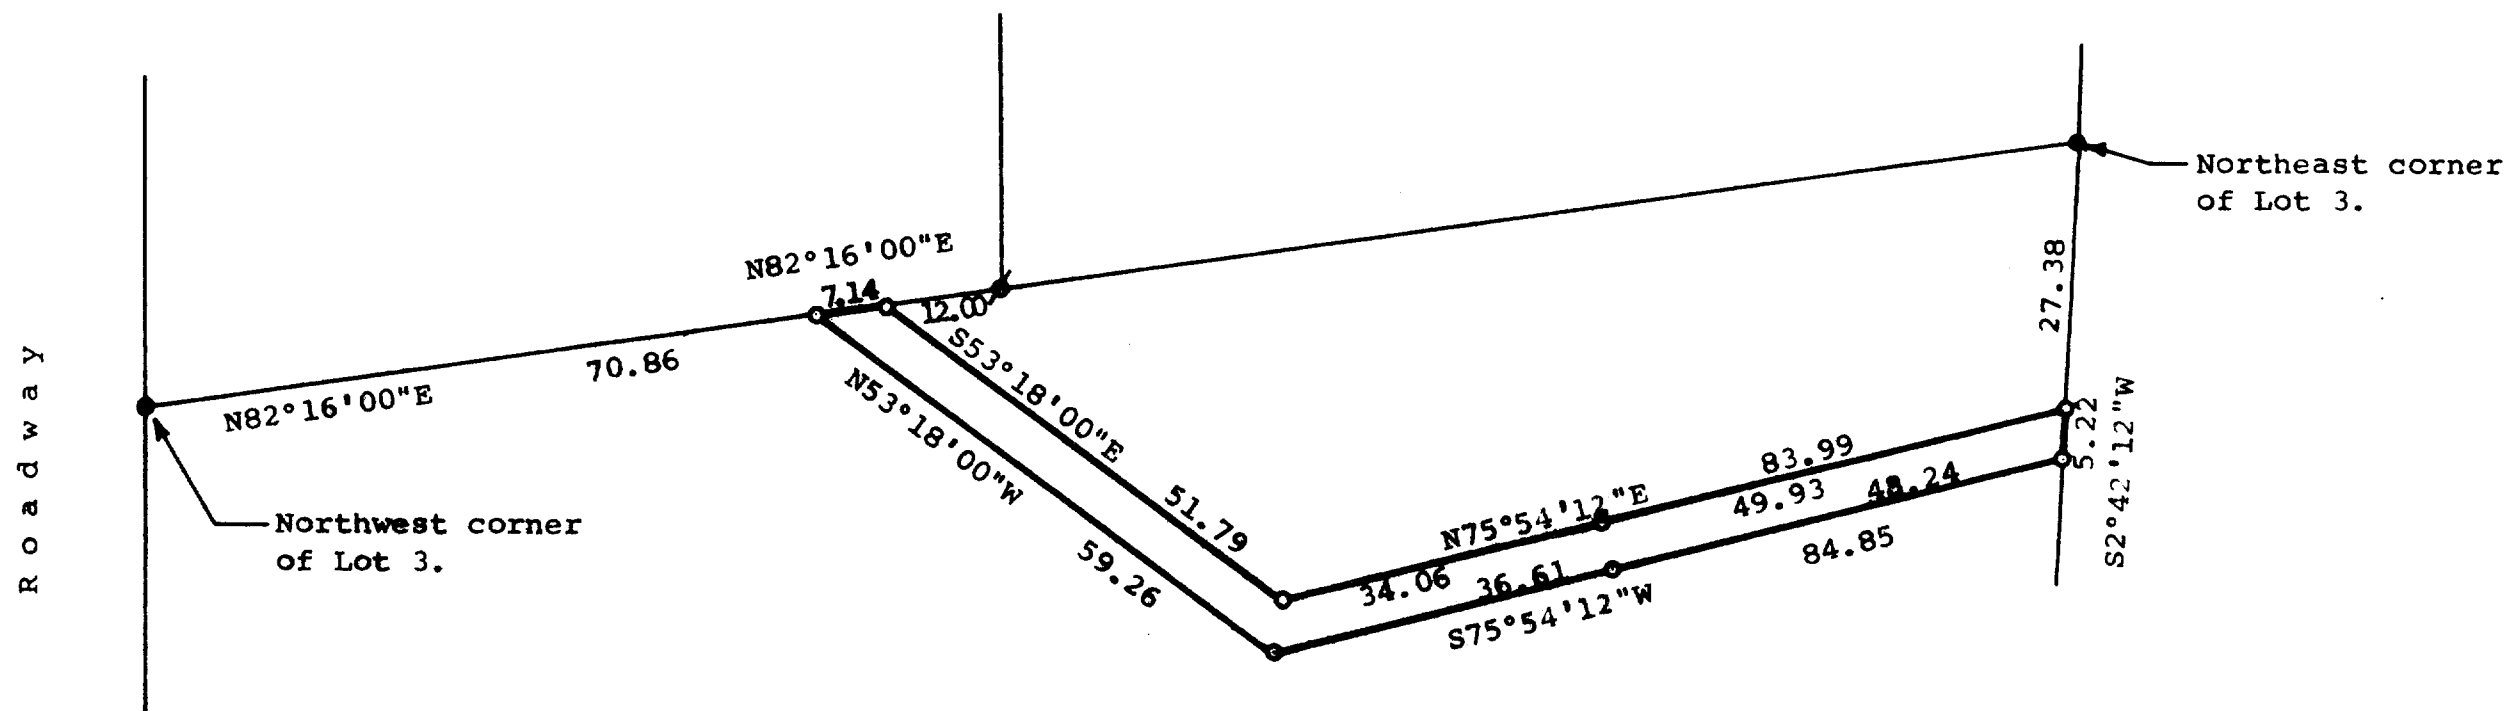 Roadway
N82°16'00"E
7.14
12.00
70.86
N82°16'00"E
Northwest corner
of Lot 3.
Northeast corner
of Lot 3.
S53°18'00"E
51.79
N53°18'00"W
59.26
27.38
5.22
S2°42'12"W
83.99
N75°54'12"E
49.93
48.24
34.06
36.61
84.85
S75°54'12"W